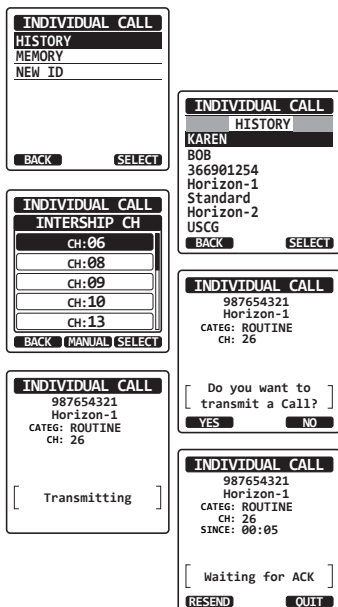 INDIVIDUAL CALL
HISTORY
MEMORY
NEW ID
BACK SELECT
INDIVIDUAL CALL
HISTORY
KAREN
BOB
366901254
Horizon-1
Standard
Horizon-2
USCG
BACK SELECT
INDIVIDUAL CALL
INTERSHIP CH
CH:06
CH:08
CH:09
CH:10
CH:13
BACK MANUAL SELECT
INDIVIDUAL CALL
987654321
Horizon-1
CATEG: ROUTINE
CH: 26
Do you want to
transmit a Call?
YES NO
INDIVIDUAL CALL
987654321
Horizon-1
CATEG: ROUTINE
CH: 26
Transmitting
INDIVIDUAL CALL
987654321
Horizon-1
CATEG: ROUTINE
CH: 26
SINCE: 00:05
Waiting for ACK
RESEND QUIT